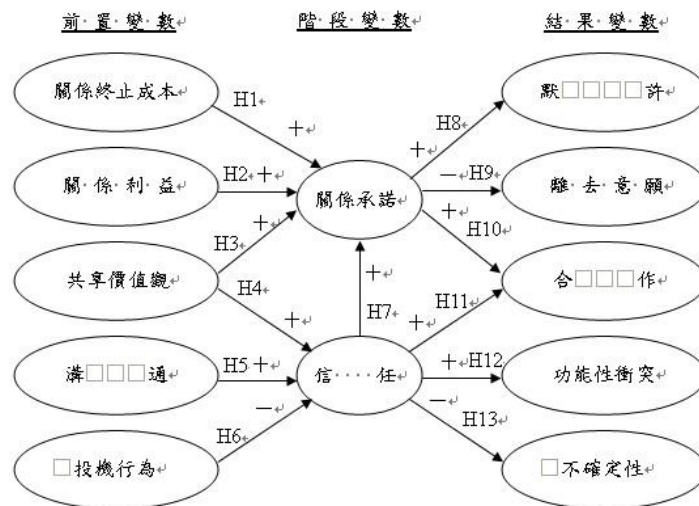 前·置·變·數 階·段·變·數 結·果·變·數
關係終止成本
H1
+
默□□□□許
H8
+
關·係·利·益
H2 +
關係承諾
− H9
離·去·意·願
+
H3
+
H10
共享價值觀
H4
+
+
H7
+
H11
合□□□作
溝□□□通
H5 +
信····任
+ H12
功能性衝突
−
H6
−
H13
□投機行為
□不確定性